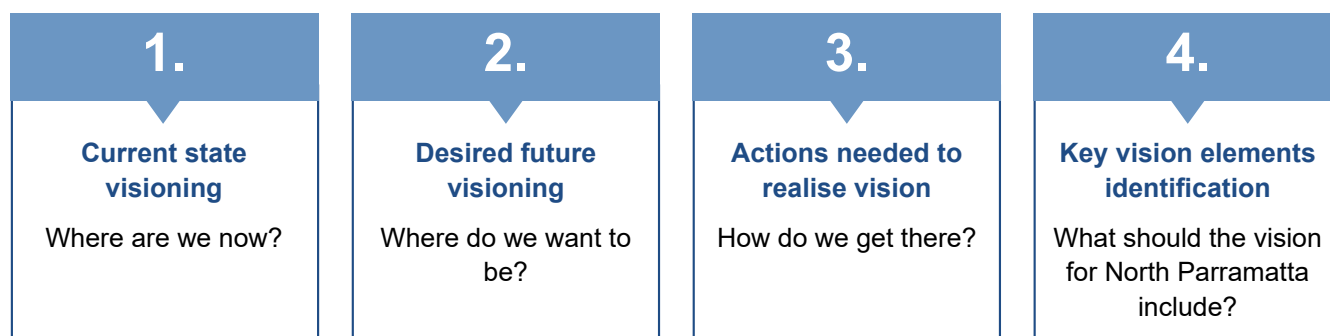 1.
Current state
visioning
Where are we now?
2.
Desired future
visioning
Where do we want to
be?
3.
Actions needed to
realise vision
How do we get there?
4.
Key vision elements
identification
What should the vision
for North Parramatta
include?